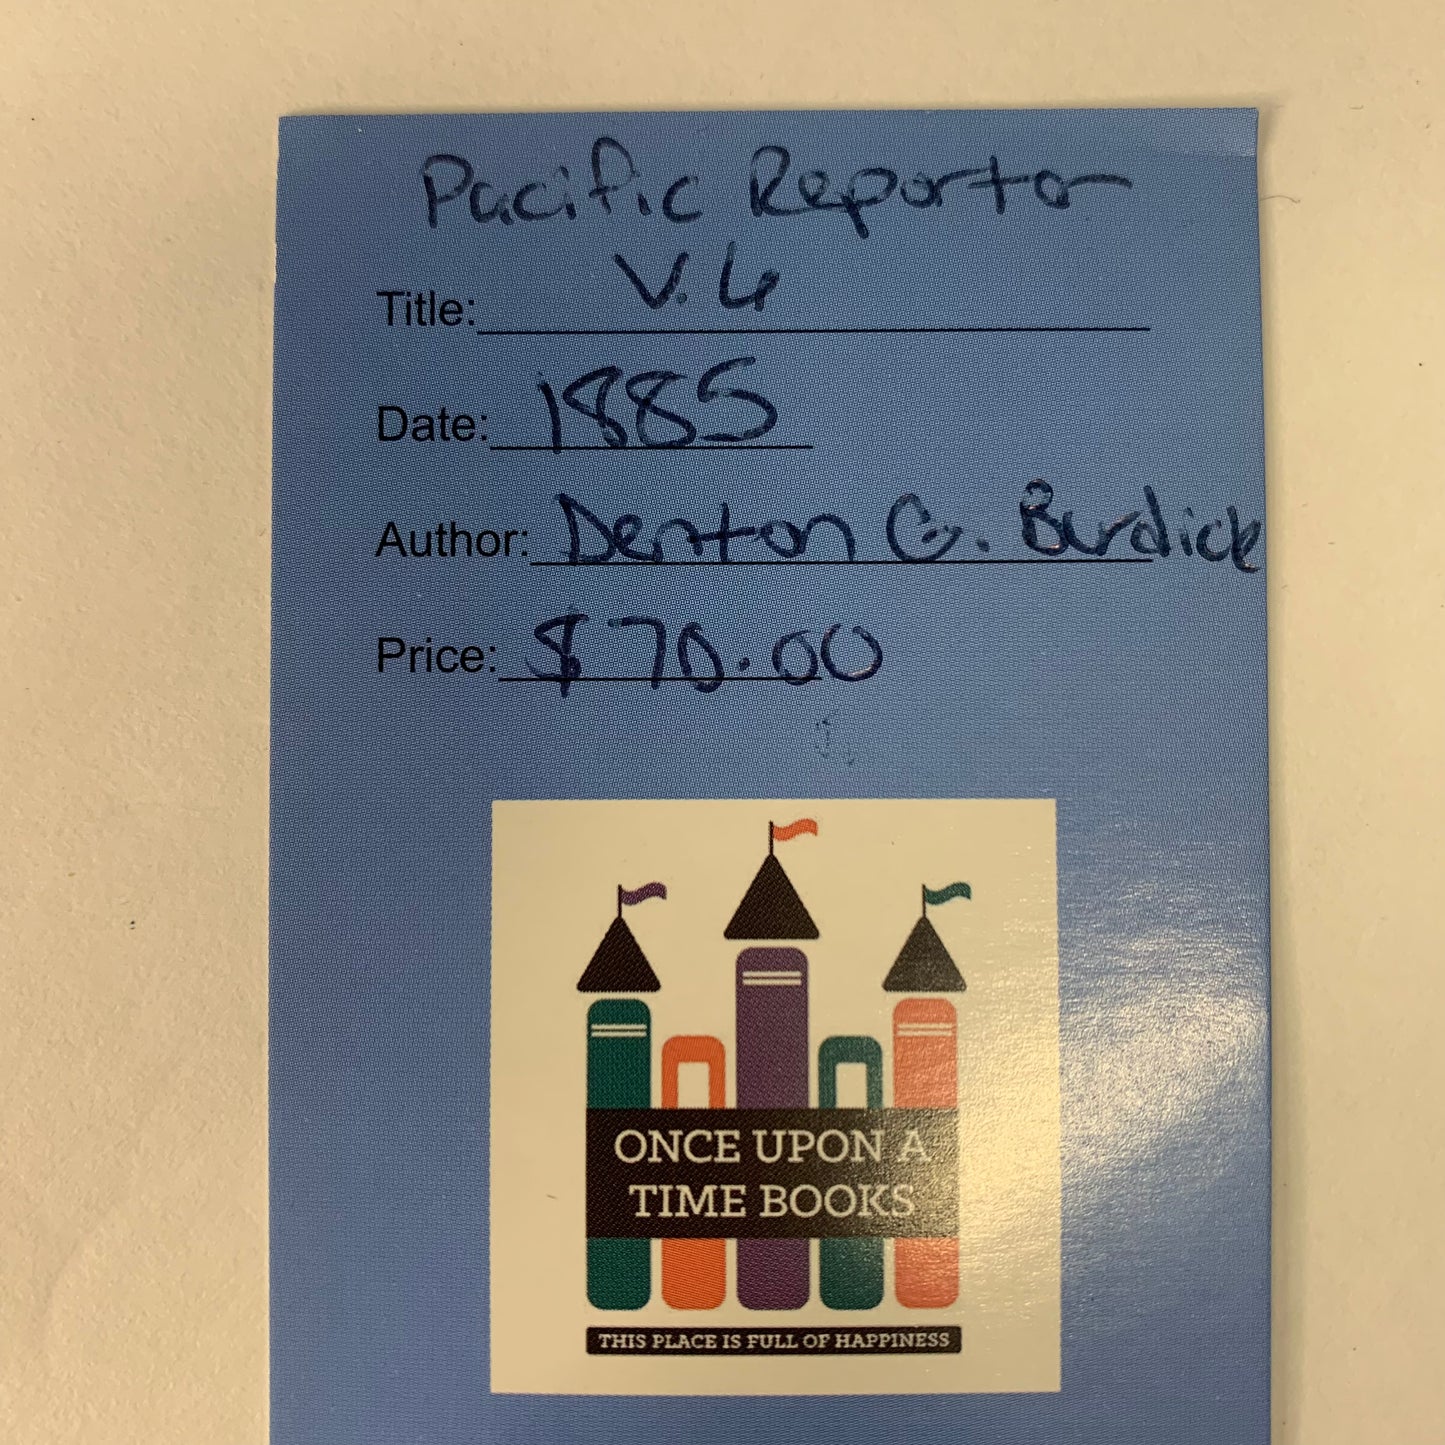 Pacific Reporter
Title: V. 6
Date: 1885
Author: Denton G. Burdick
Price: $70.00
ONCE UPON A
TIME BOOKS
THIS PLACE IS FULL OF HAPPINESS